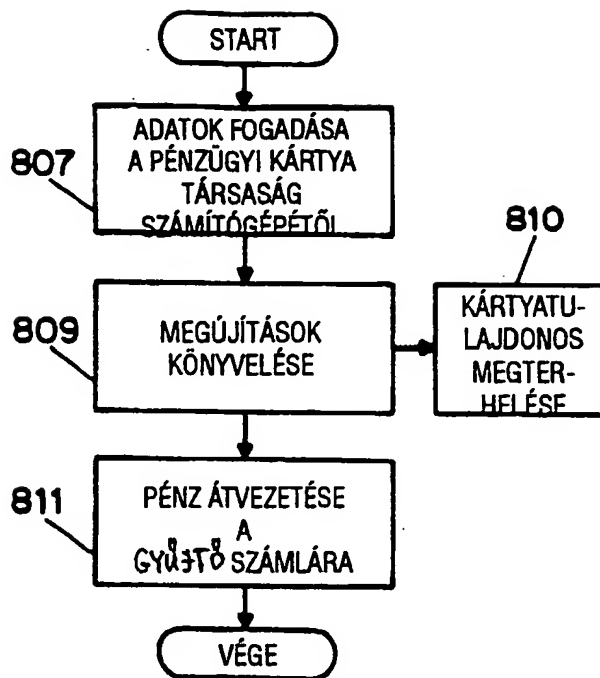 START
807
ADATOK FOGADÁSA
A PÉNZÜGYI KÁRTYA
TÁRSASÁG
SZÁMÍTÓGÉPÉTŐL
809
MEGÚJÍTÁSOK
KÖNYVELÉSE
810
KÁRTYATU-
LAJDONOS
MEGTER-
HELÉSE
811
PÉNZ ÁTVEZETÉSE
A
GYŰJTŐ SZÁMLÁRA
VÉGE